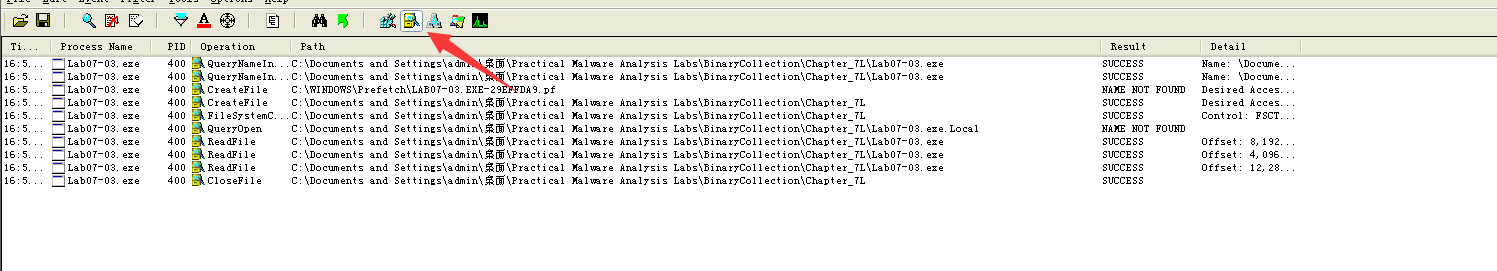 Ti... Process Name PID Operation Path Result Detail
16:5... Lab07-03.exe 400 QueryNameIn... C:\Documents and Settings\admin\桌面\Practical Malware Analysis Labs\BinaryCollection\Chapter_7L\Lab07-03.exe SUCCESS Name: \Docume...
16:5... Lab07-03.exe 400 QueryNameIn... C:\Documents and Settings\admin\桌面\Practical Malware Analysis Labs\BinaryCollection\Chapter_7L\Lab07-03.exe SUCCESS Name: \Docume...
16:5... Lab07-03.exe 400 CreateFile C:\WINDOWS\Prefetch\LAB07-03.EXE-29EFFDA9.pf NAME NOT FOUND Desired Acces...
16:5... Lab07-03.exe 400 CreateFile C:\Documents and Settings\admin\桌面\Practical Malware Analysis Labs\BinaryCollection\Chapter_7L SUCCESS Desired Acces...
16:5... Lab07-03.exe 400 FileSystemC... C:\Documents and Settings\admin\桌面\Practical Malware Analysis Labs\BinaryCollection\Chapter_7L SUCCESS Control: FSCT...
16:5... Lab07-03.exe 400 QueryOpen C:\Documents and Settings\admin\桌面\Practical Malware Analysis Labs\BinaryCollection\Chapter_7L\Lab07-03.exe.Local NAME NOT FOUND
16:5... Lab07-03.exe 400 ReadFile C:\Documents and Settings\admin\桌面\Practical Malware Analysis Labs\BinaryCollection\Chapter_7L\Lab07-03.exe SUCCESS Offset: 8,192...
16:5... Lab07-03.exe 400 ReadFile C:\Documents and Settings\admin\桌面\Practical Malware Analysis Labs\BinaryCollection\Chapter_7L\Lab07-03.exe SUCCESS Offset: 4,096...
16:5... Lab07-03.exe 400 ReadFile C:\Documents and Settings\admin\桌面\Practical Malware Analysis Labs\BinaryCollection\Chapter_7L\Lab07-03.exe SUCCESS Offset: 12,28...
16:5... Lab07-03.exe 400 CloseFile C:\Documents and Settings\admin\桌面\Practical Malware Analysis Labs\BinaryCollection\Chapter_7L SUCCESS